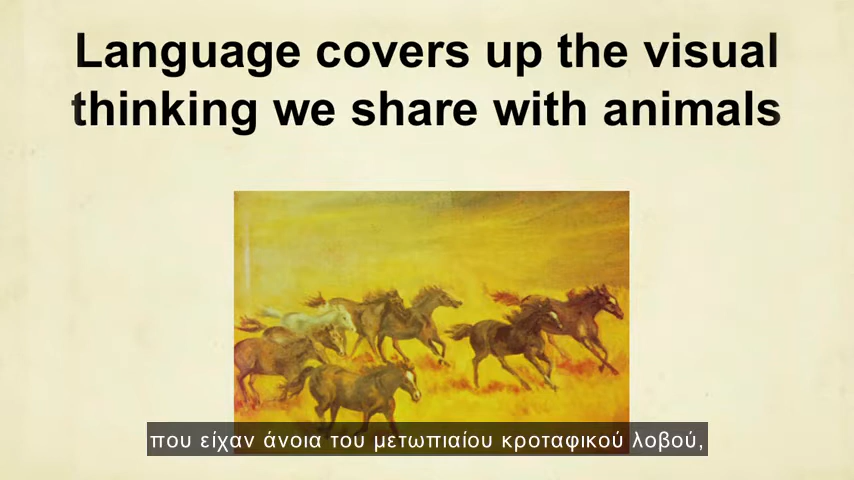 Language covers up the visual
thinking we share with animals
που είχαν άνοια του μετωπιαίου κροταφικού λοβού,